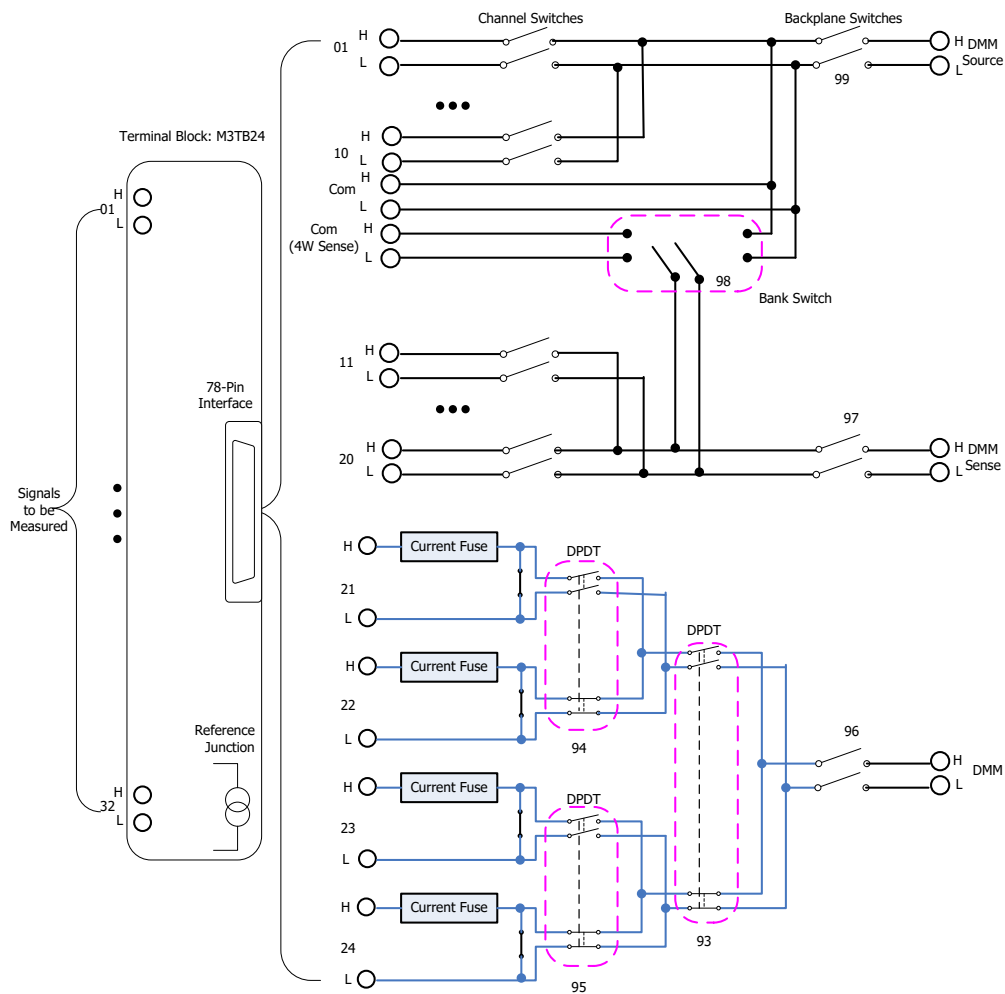 Channel Switches
Backplane Switches
H
01
L
H DMM
L Source
99
•••
Terminal Block: M3TB24
H
10
L
H
Com
L
Com
(4W Sense)
H
L
98
Bank Switch
H
01
L
H
11
L
•••
78-Pin
Interface
97
H
20
L
H DMM
L Sense
Signals
to be
Measured
H
Current Fuse
DPDT
21
L
DPDT
H
Current Fuse
22
L
94
Reference
Junction
96
H
L
DMM
H
Current Fuse
DPDT
23
L
H
32
L
H
Current Fuse
24
L
93
95